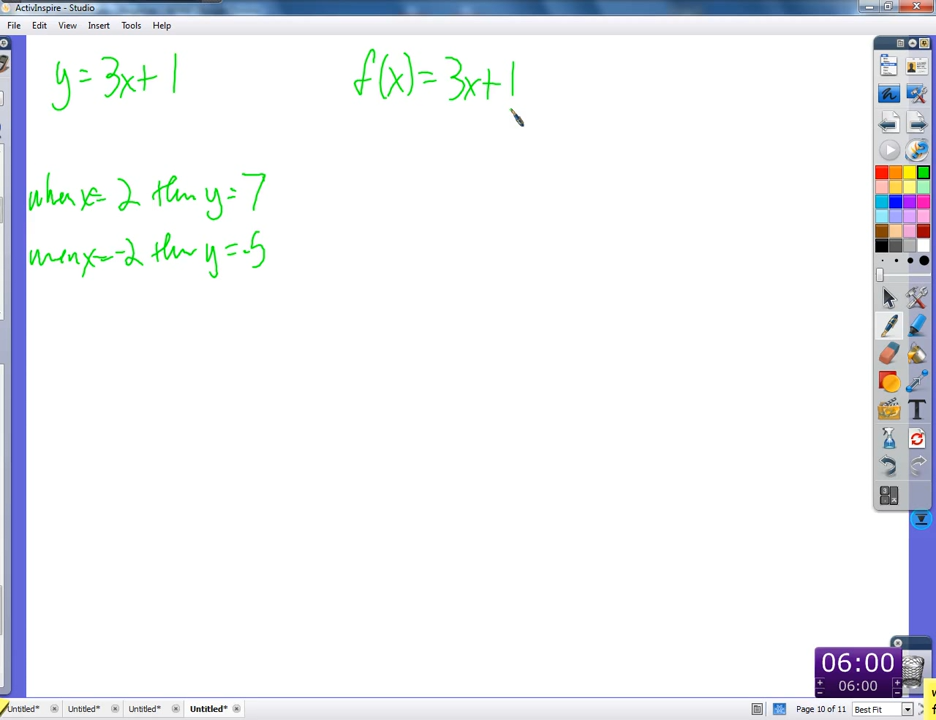 ActivInspire - Studio
File Edit View Insert Tools Help
y = 3x + 1
f(x) = 3x + 1
when x = 2 then y = 7
when x = -2 then y = -5
06:00
06:00
Untitled* Untitled* Untitled* Untitled*
Page 10 of 11 Best Fit